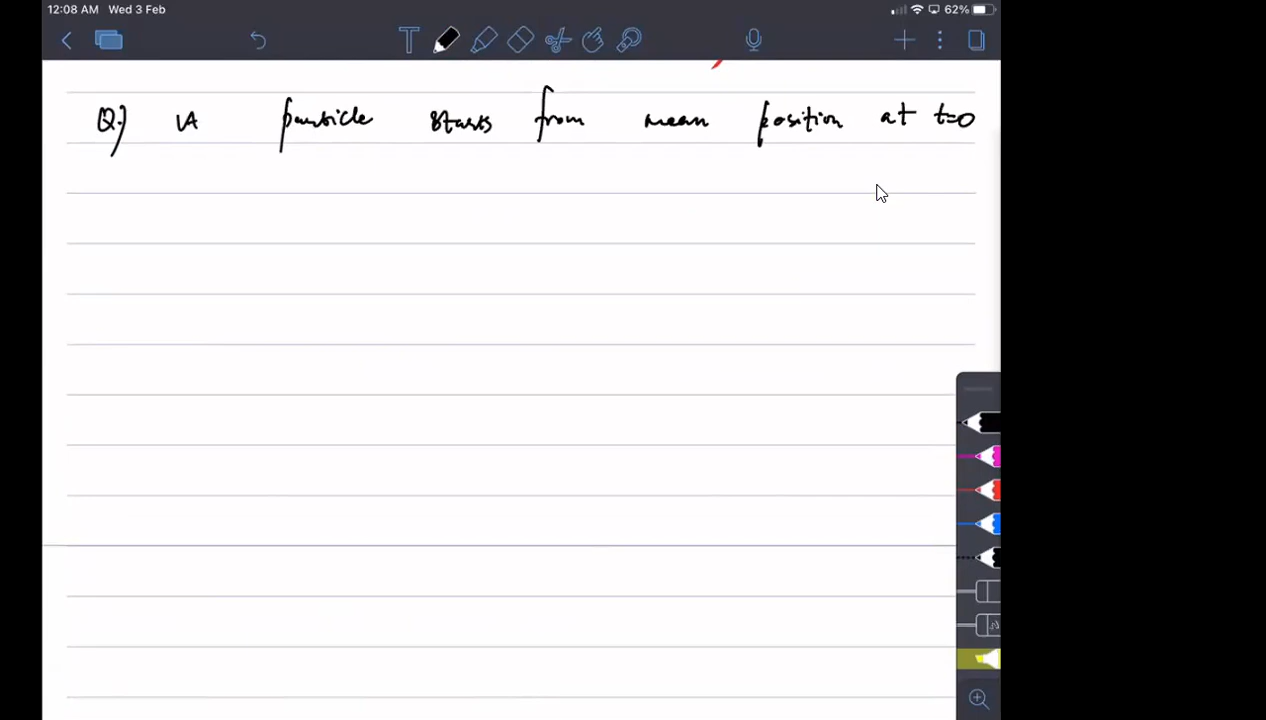 12:08 AM Wed 3 Feb 62%
T
Q.) A particle starts from mean position at t=0